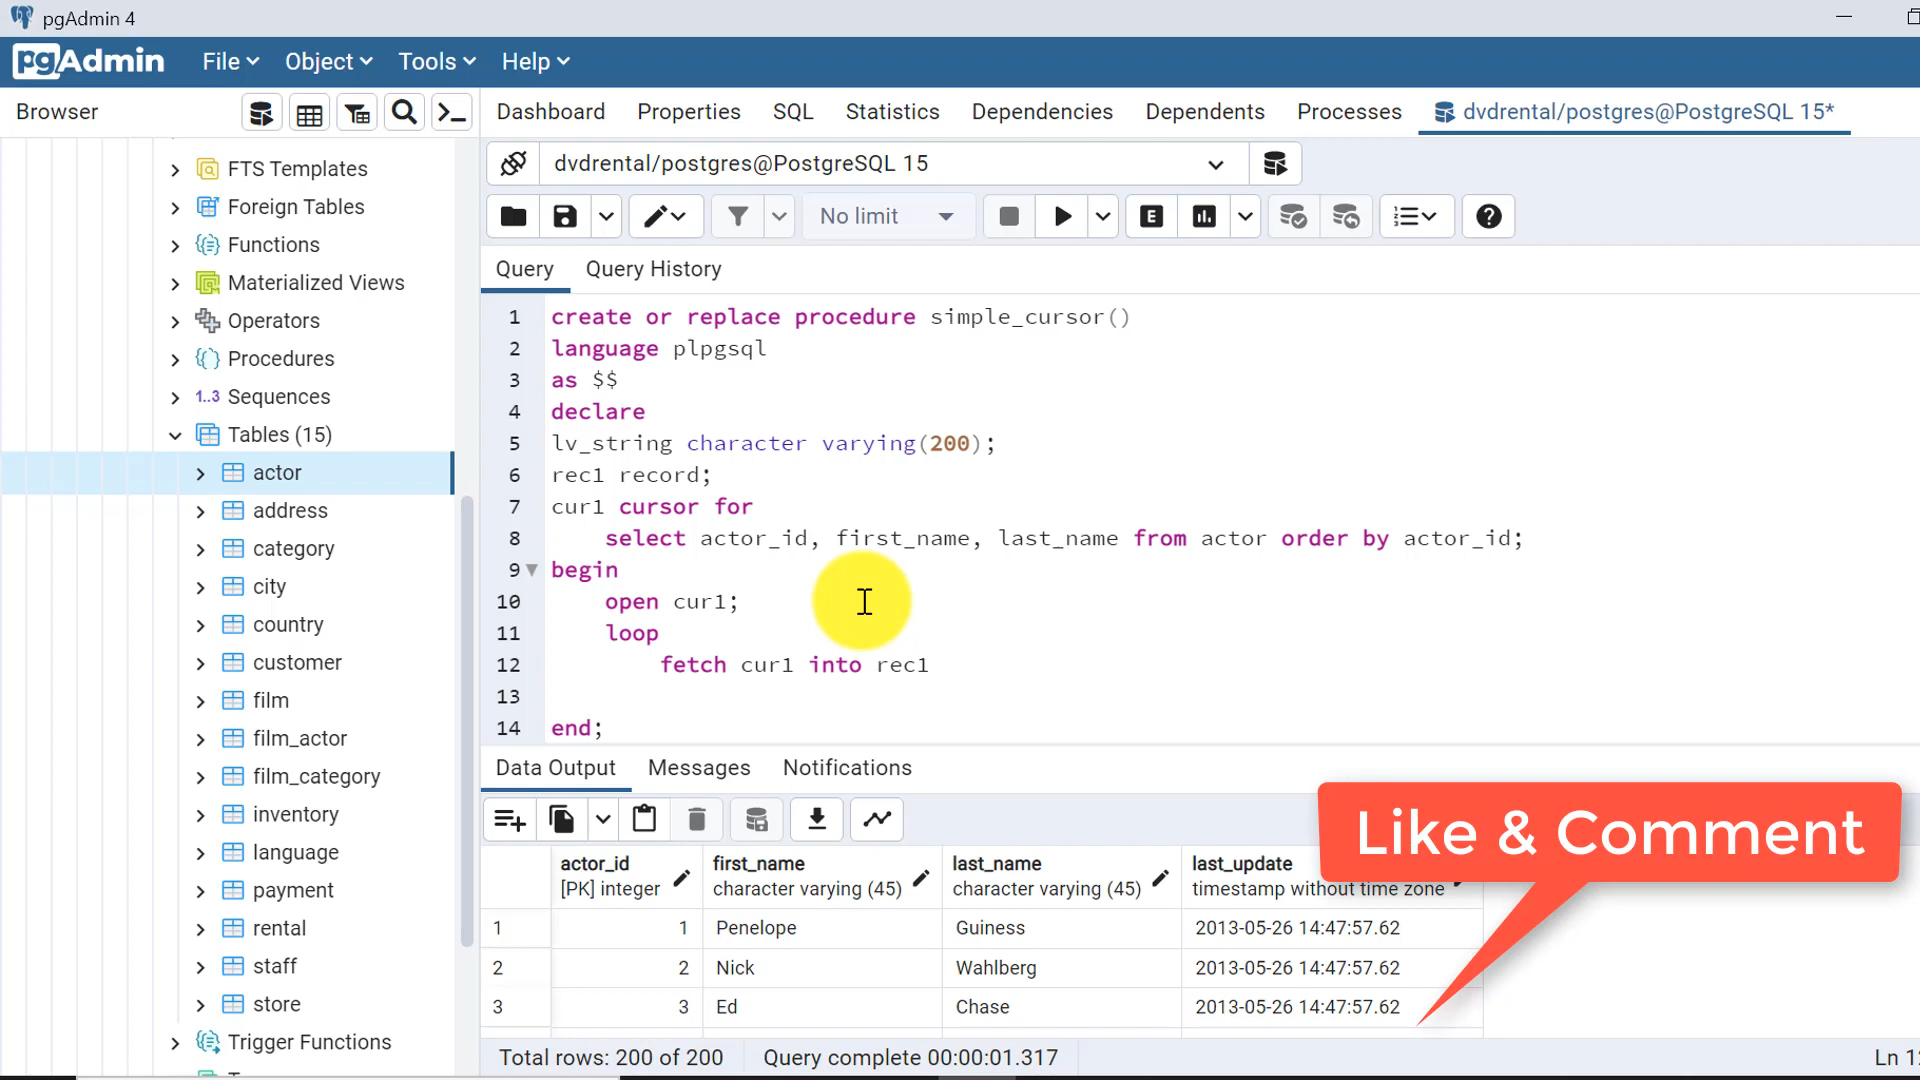 pgAdmin 4
pgAdmin File Object Tools Help
Browser
Dashboard Properties SQL Statistics Dependencies Dependents Processes dvdrental/postgres@PostgreSQL 15*
FTS Templates
Foreign Tables
Functions
Materialized Views
Operators
Procedures
1..3 Sequences
Tables (15)
actor
address
category
city
country
customer
film
film_actor
film_category
inventory
language
payment
rental
staff
store
Trigger Functions
dvdrental/postgres@PostgreSQL 15
No limit
E
Query Query History
1 create or replace procedure simple_cursor()
2 language plpgsql
3 as $$
4 declare
5 lv_string character varying(200);
6 rec1 record;
7 cur1 cursor for
8 select actor_id, first_name, last_name from actor order by actor_id;
9 begin
10 open cur1;
11 loop
12 fetch cur1 into rec1
13
14 end;
Data Output Messages Notifications
Like & Comment
actor_id first_name last_name last_update
[PK] integer character varying (45) character varying (45) timestamp without time zone
1 1 Penelope Guiness 2013-05-26 14:47:57.62
2 2 Nick Wahlberg 2013-05-26 14:47:57.62
3 3 Ed Chase 2013-05-26 14:47:57.62
Total rows: 200 of 200 Query complete 00:00:01.317 Ln